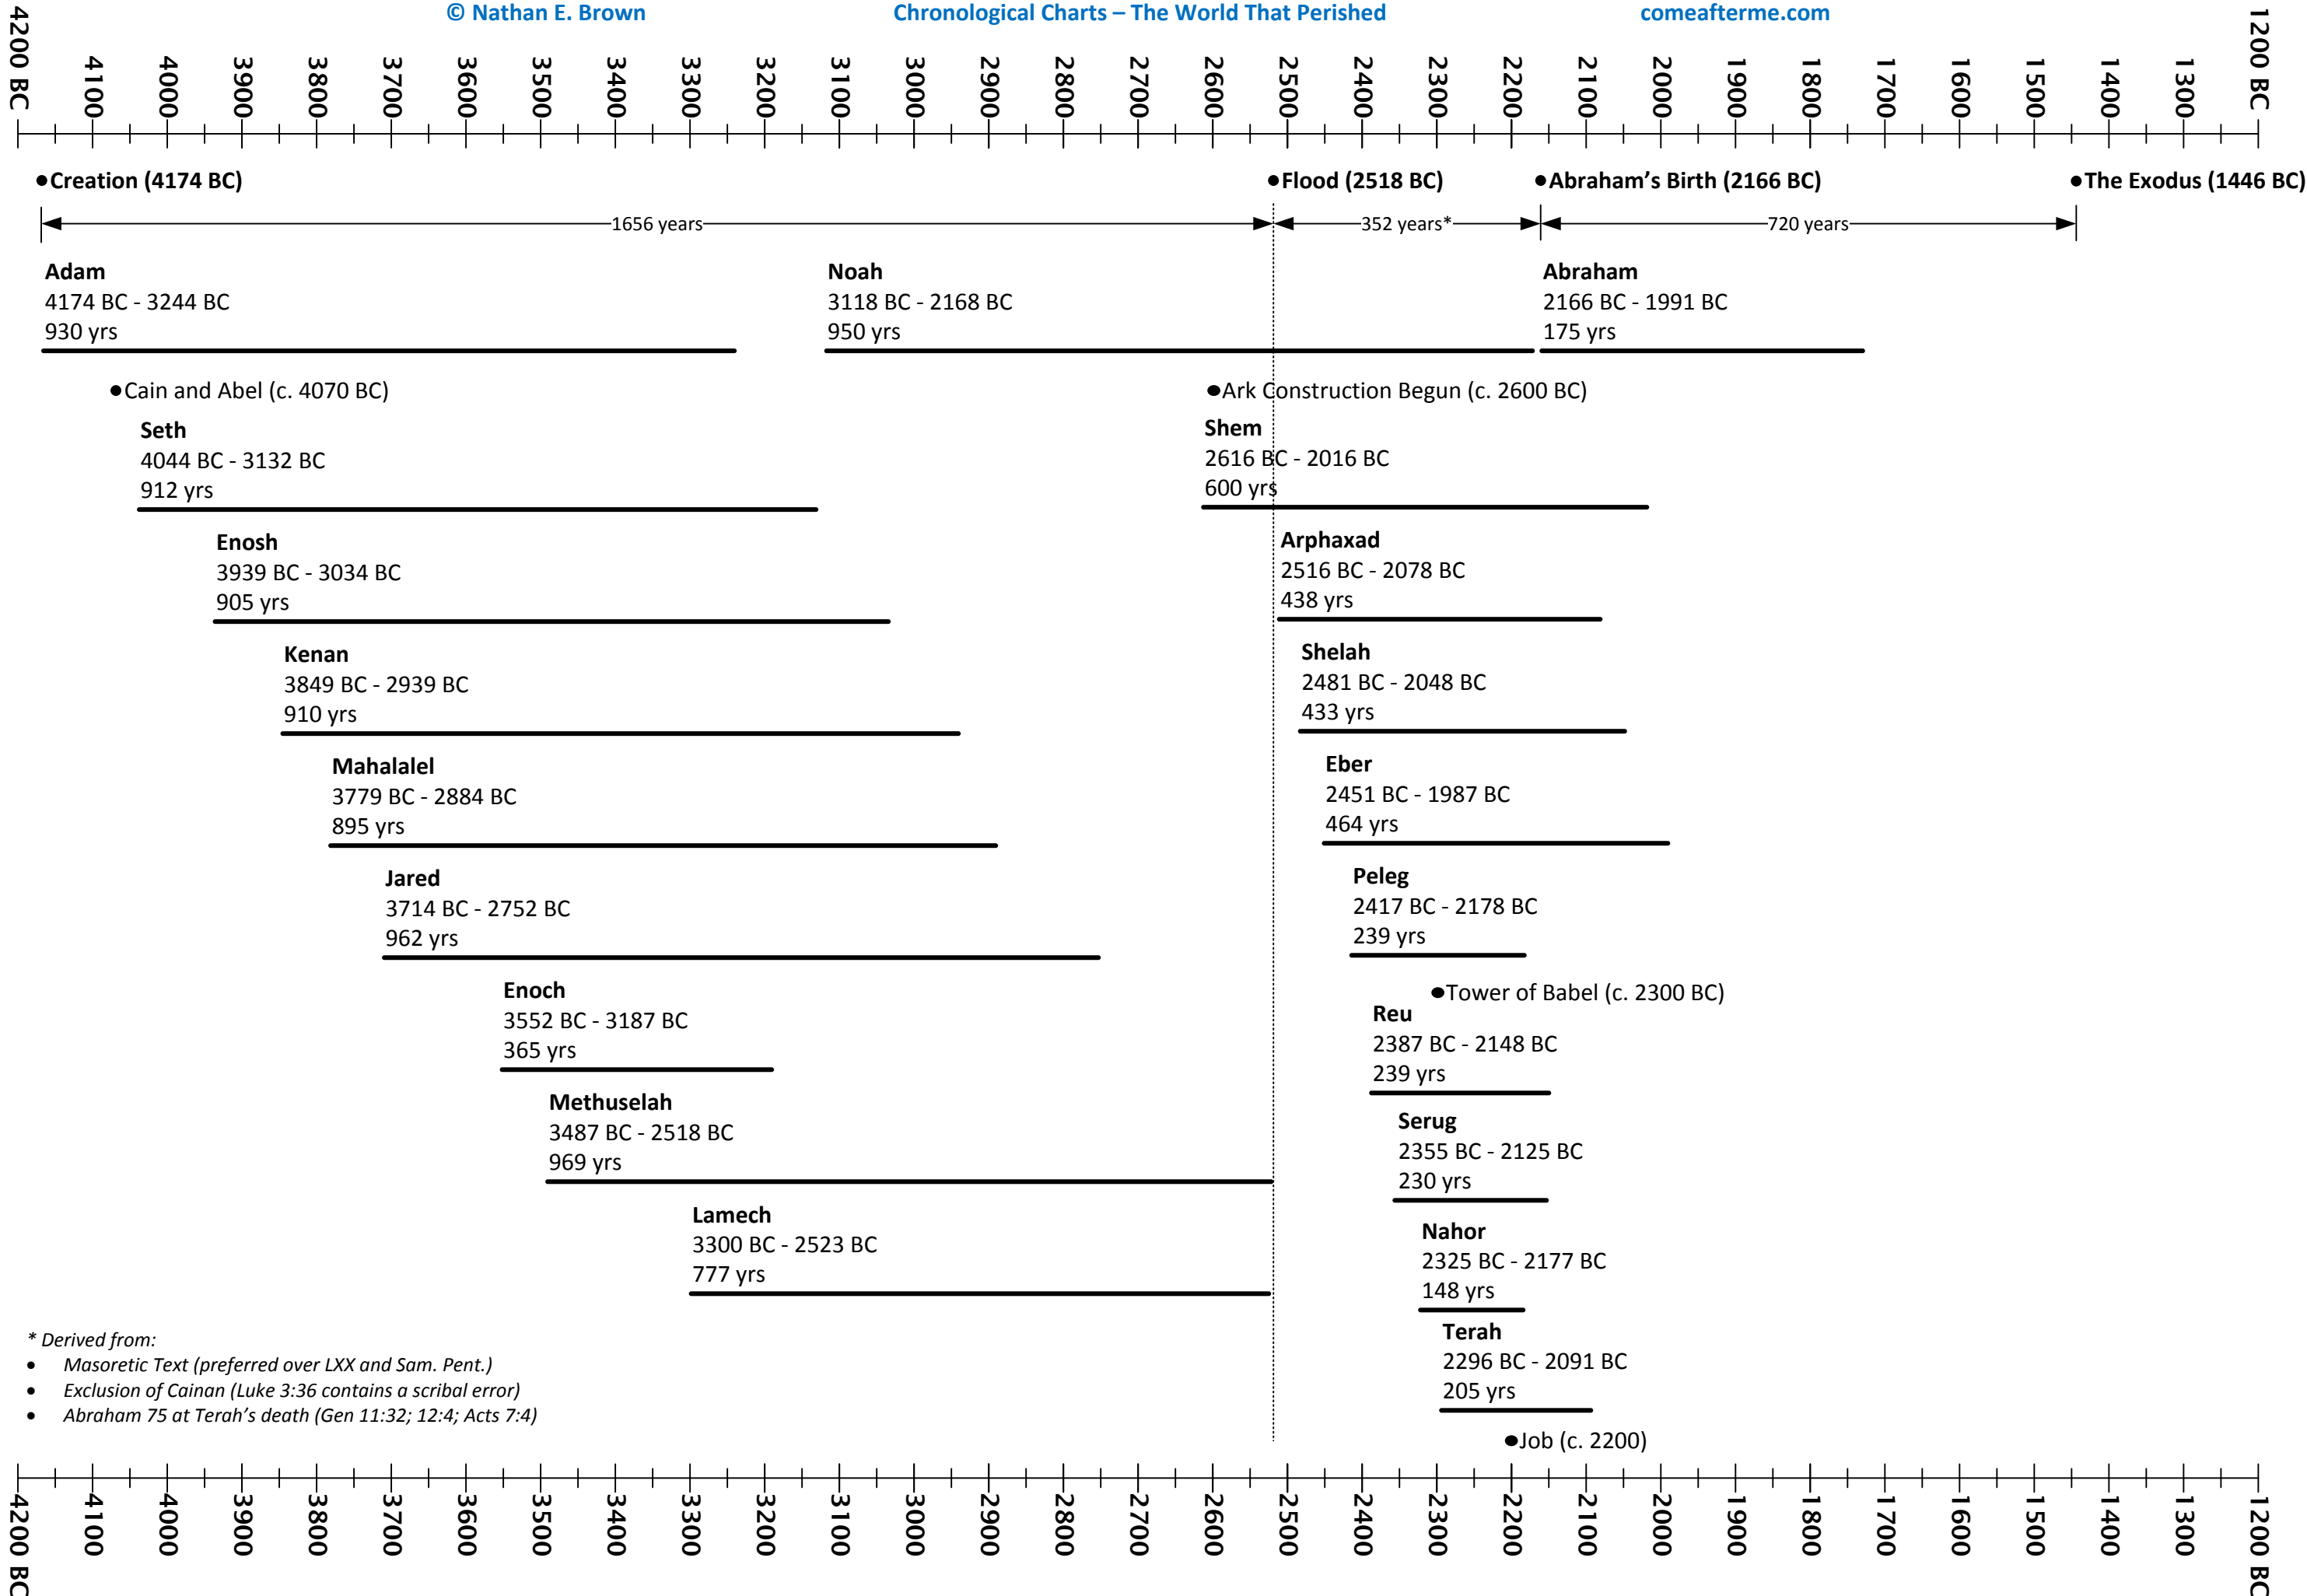 © Nathan E. Brown
Chronological Charts – The World That Perished
comeafterme.com
4200 BC
4100
4000
3900
3800
3700
3600
3500
3400
3300
3200
3100
3000
2900
2800
2700
2600
2500
2400
2300
2200
2100
2000
1900
1800
1700
1600
1500
1400
1300
1200 BC
•Creation (4174 BC)
•Flood (2518 BC)
•Abraham’s Birth (2166 BC)
•The Exodus (1446 BC)
1656 years
352 years*
720 years
Adam
4174 BC - 3244 BC
930 yrs
Noah
3118 BC - 2168 BC
950 yrs
Abraham
2166 BC - 1991 BC
175 yrs
•Cain and Abel (c. 4070 BC)
•Ark Construction Begun (c. 2600 BC)
Seth
4044 BC - 3132 BC
912 yrs
Shem
2616 BC - 2016 BC
600 yrs
Enosh
3939 BC - 3034 BC
905 yrs
Arphaxad
2516 BC - 2078 BC
438 yrs
Kenan
3849 BC - 2939 BC
910 yrs
Shelah
2481 BC - 2048 BC
433 yrs
Mahalalel
3779 BC - 2884 BC
895 yrs
Eber
2451 BC - 1987 BC
464 yrs
Jared
3714 BC - 2752 BC
962 yrs
Peleg
2417 BC - 2178 BC
239 yrs
Enoch
3552 BC - 3187 BC
365 yrs
•Tower of Babel (c. 2300 BC)
Reu
2387 BC - 2148 BC
239 yrs
Methuselah
3487 BC - 2518 BC
969 yrs
Serug
2355 BC - 2125 BC
230 yrs
Lamech
3300 BC - 2523 BC
777 yrs
Nahor
2325 BC - 2177 BC
148 yrs
Terah
2296 BC - 2091 BC
205 yrs
•Job (c. 2200)
* Derived from:
• Masoretic Text (preferred over LXX and Sam. Pent.)
• Exclusion of Cainan (Luke 3:36 contains a scribal error)
• Abraham 75 at Terah’s death (Gen 11:32; 12:4; Acts 7:4)
4200 BC
4100
4000
3900
3800
3700
3600
3500
3400
3300
3200
3100
3000
2900
2800
2700
2600
2500
2400
2300
2200
2100
2000
1900
1800
1700
1600
1500
1400
1300
1200 BC